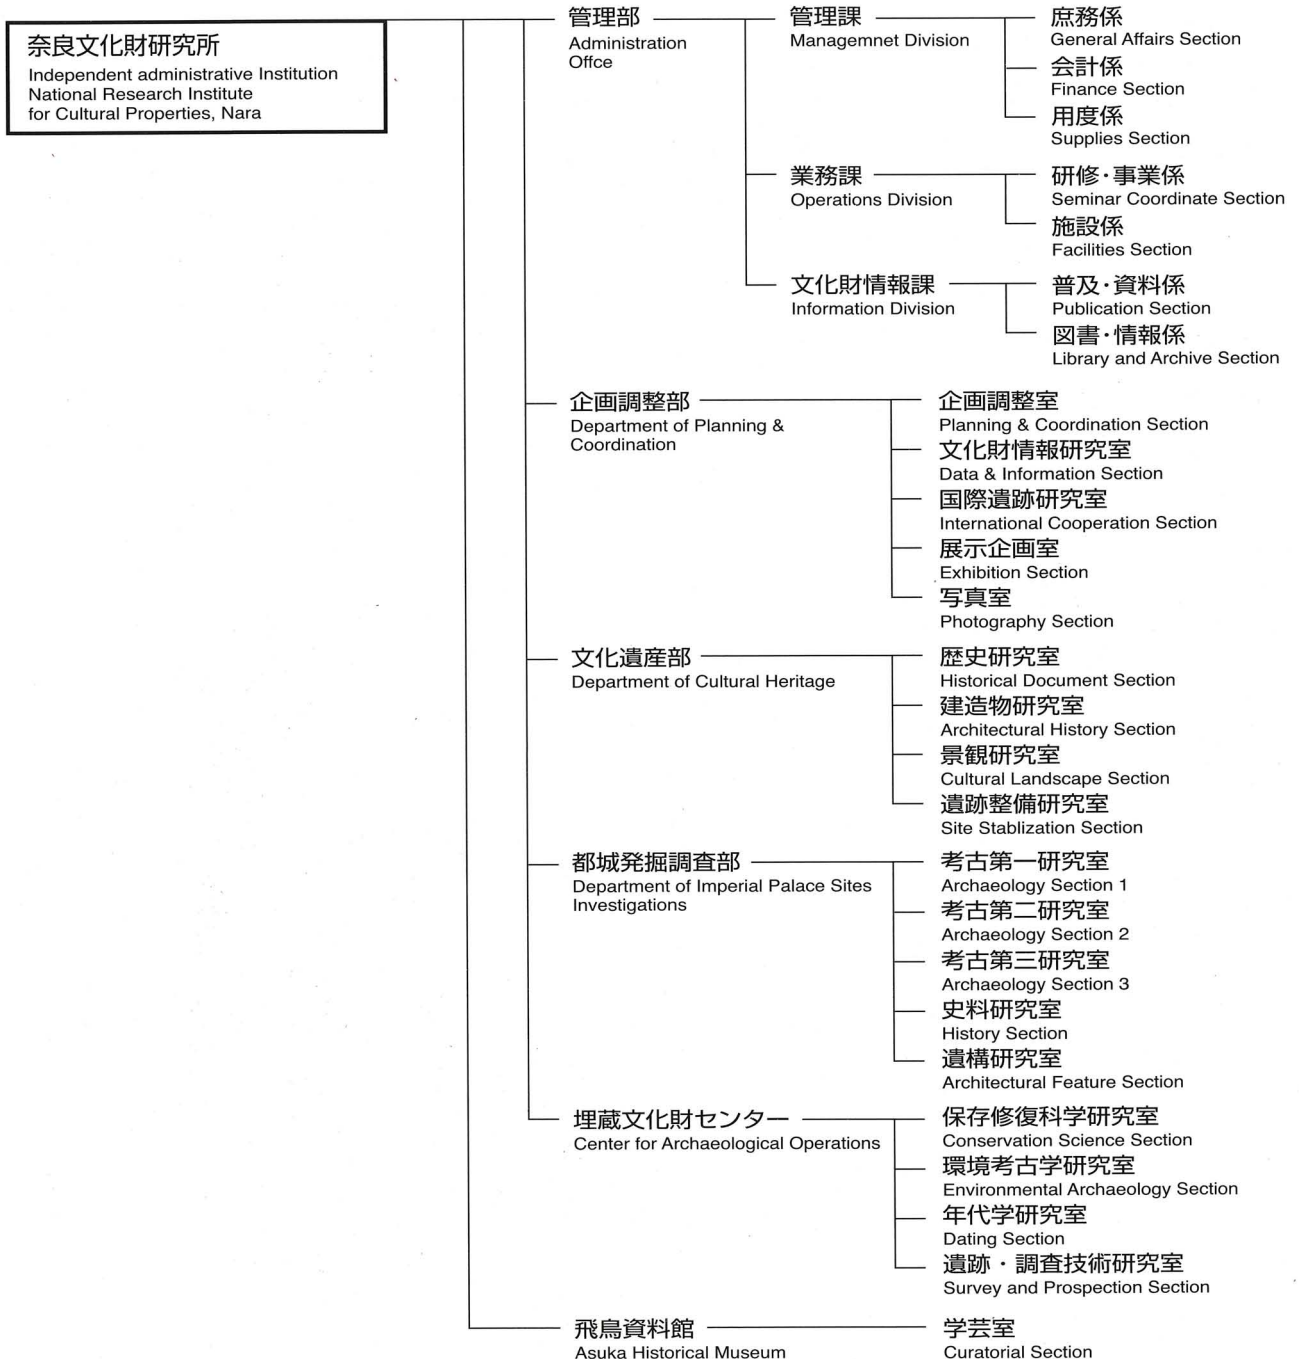 奈良文化財研究所
Independent administrative Institution
National Research Institute
for Cultural Properties, Nara
管理部
Administration
Offce
管理課
Managemnet Division
庶務係
General Affairs Section
会計係
Finance Section
用度係
Supplies Section
業務課
Operations Division
研修・事業係
Seminar Coordinate Section
施設係
Facilities Section
文化財情報課
Information Division
普及・資料係
Publication Section
図書・情報係
Library and Archive Section
企画調整部
Department of Planning &
Coordination
企画調整室
Planning & Coordination Section
文化財情報研究室
Data & Information Section
国際遺跡研究室
International Cooperation Section
展示企画室
Exhibition Section
写真室
Photography Section
文化遺産部
Department of Cultural Heritage
歴史研究室
Historical Document Section
建造物研究室
Architectural History Section
景観研究室
Cultural Landscape Section
遺跡整備研究室
Site Stablization Section
都城発掘調査部
Department of Imperial Palace Sites
Investigations
考古第一研究室
Archaeology Section 1
考古第二研究室
Archaeology Section 2
考古第三研究室
Archaeology Section 3
史料研究室
History Section
遺構研究室
Architectural Feature Section
埋蔵文化財センター
Center for Archaeological Operations
保存修復科学研究室
Conservation Science Section
環境考古学研究室
Environmental Archaeology Section
年代学研究室
Dating Section
遺跡・調査技術研究室
Survey and Prospection Section
飛鳥資料館
Asuka Historical Museum
学芸室
Curatorial Section